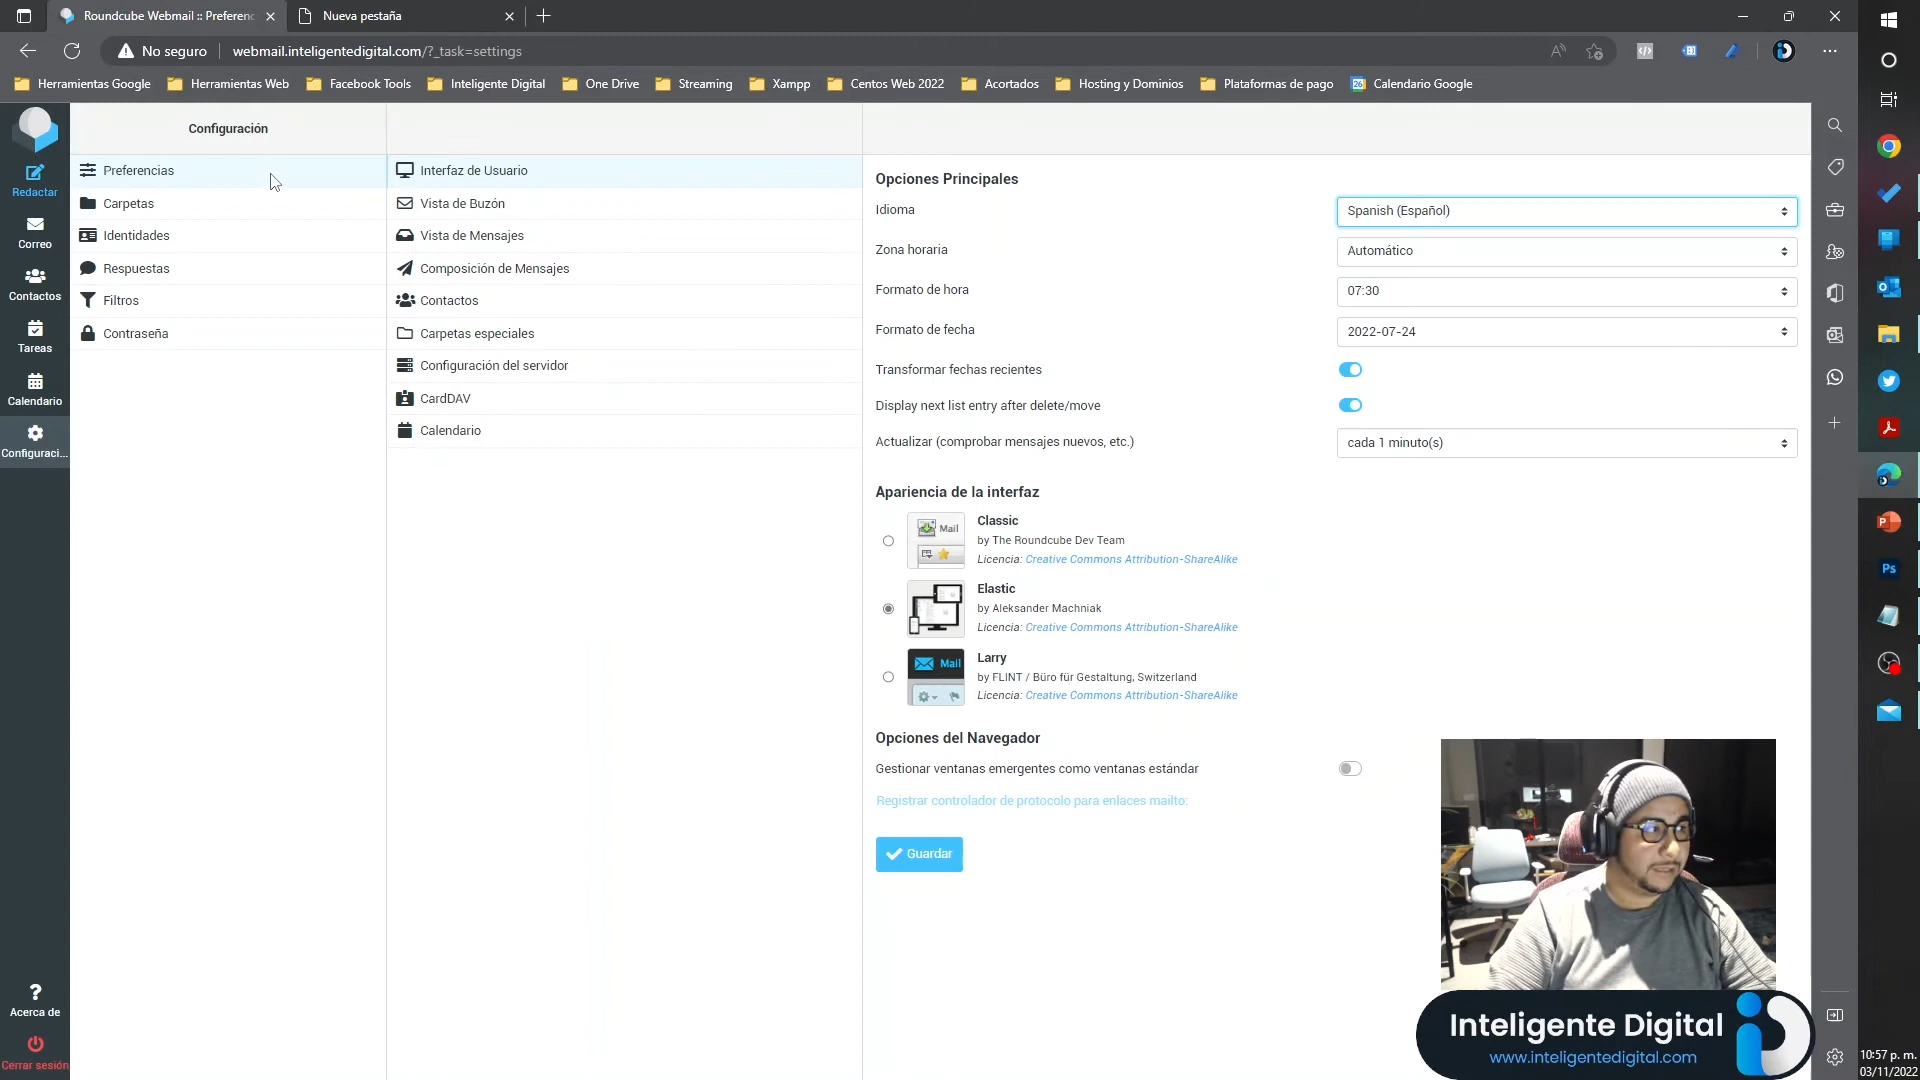 Roundcube Webmail :: Preferenc
Nueva pestaña
No seguro
webmail.inteligentedigital.com/?_task=settings
Herramientas Google
Herramientas Web
Facebook Tools
Inteligente Digital
One Drive
Streaming
Xampp
Centos Web 2022
Acortados
Hosting y Dominios
Plataformas de pago
Calendario Google
Redactar
Correo
Contactos
Tareas
Calendario
Configuraci...
Acerca de
Cerrar sesión
Configuración
Preferencias
Carpetas
Identidades
Respuestas
Filtros
Contraseña
Interfaz de Usuario
Vista de Buzón
Vista de Mensajes
Composición de Mensajes
Contactos
Carpetas especiales
Configuración del servidor
CardDAV
Calendario
Opciones Principales
Idioma
Spanish (Español)
Zona horaria
Automático
Formato de hora
07:30
Formato de fecha
2022-07-24
Transformar fechas recientes
Display next list entry after delete/move
Actualizar (comprobar mensajes nuevos, etc.)
cada 1 minuto(s)
Apariencia de la interfaz
Mail
Classic
by The Roundcube Dev Team
Licencia: Creative Commons Attribution-ShareAlike
Elastic
by Aleksander Machniak
Licencia: Creative Commons Attribution-ShareAlike
Mail
Larry
by FLINT / Büro für Gestaltung, Switzerland
Licencia: Creative Commons Attribution-ShareAlike
Opciones del Navegador
Gestionar ventanas emergentes como ventanas estándar
Registrar controlador de protocolo para enlaces mailto:
Guardar
Inteligente Digital
www.inteligentedigital.com
Ps
10:57 p. m.
03/11/2022